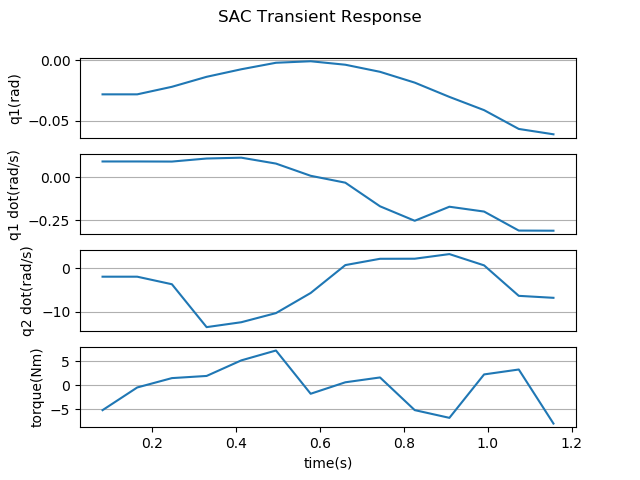 SAC Transient Response
0.00
−0.05
q1(rad)
0.00
−0.25
q1 dot(rad/s)
0
−10
q2 dot(rad/s)
5
0
−5
torque(Nm)
0.2 0.4 0.6 0.8 1.0 1.2
time(s)